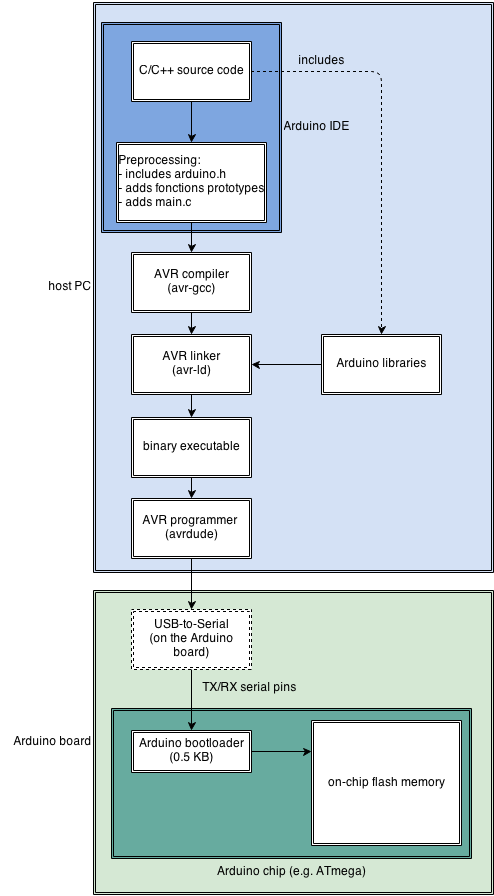 includes
C/C++ source code
Arduino IDE
Preprocessing:
- includes arduino.h
- adds fonctions prototypes
- adds main.c
AVR compiler
(avr-gcc)
host PC
AVR linker
(avr-ld)
Arduino libraries
binary executable
AVR programmer
(avrdude)
USB-to-Serial
(on the Arduino
board)
TX/RX serial pins
Arduino board
Arduino bootloader
(0.5 KB)
on-chip flash memory
Arduino chip (e.g. ATmega)